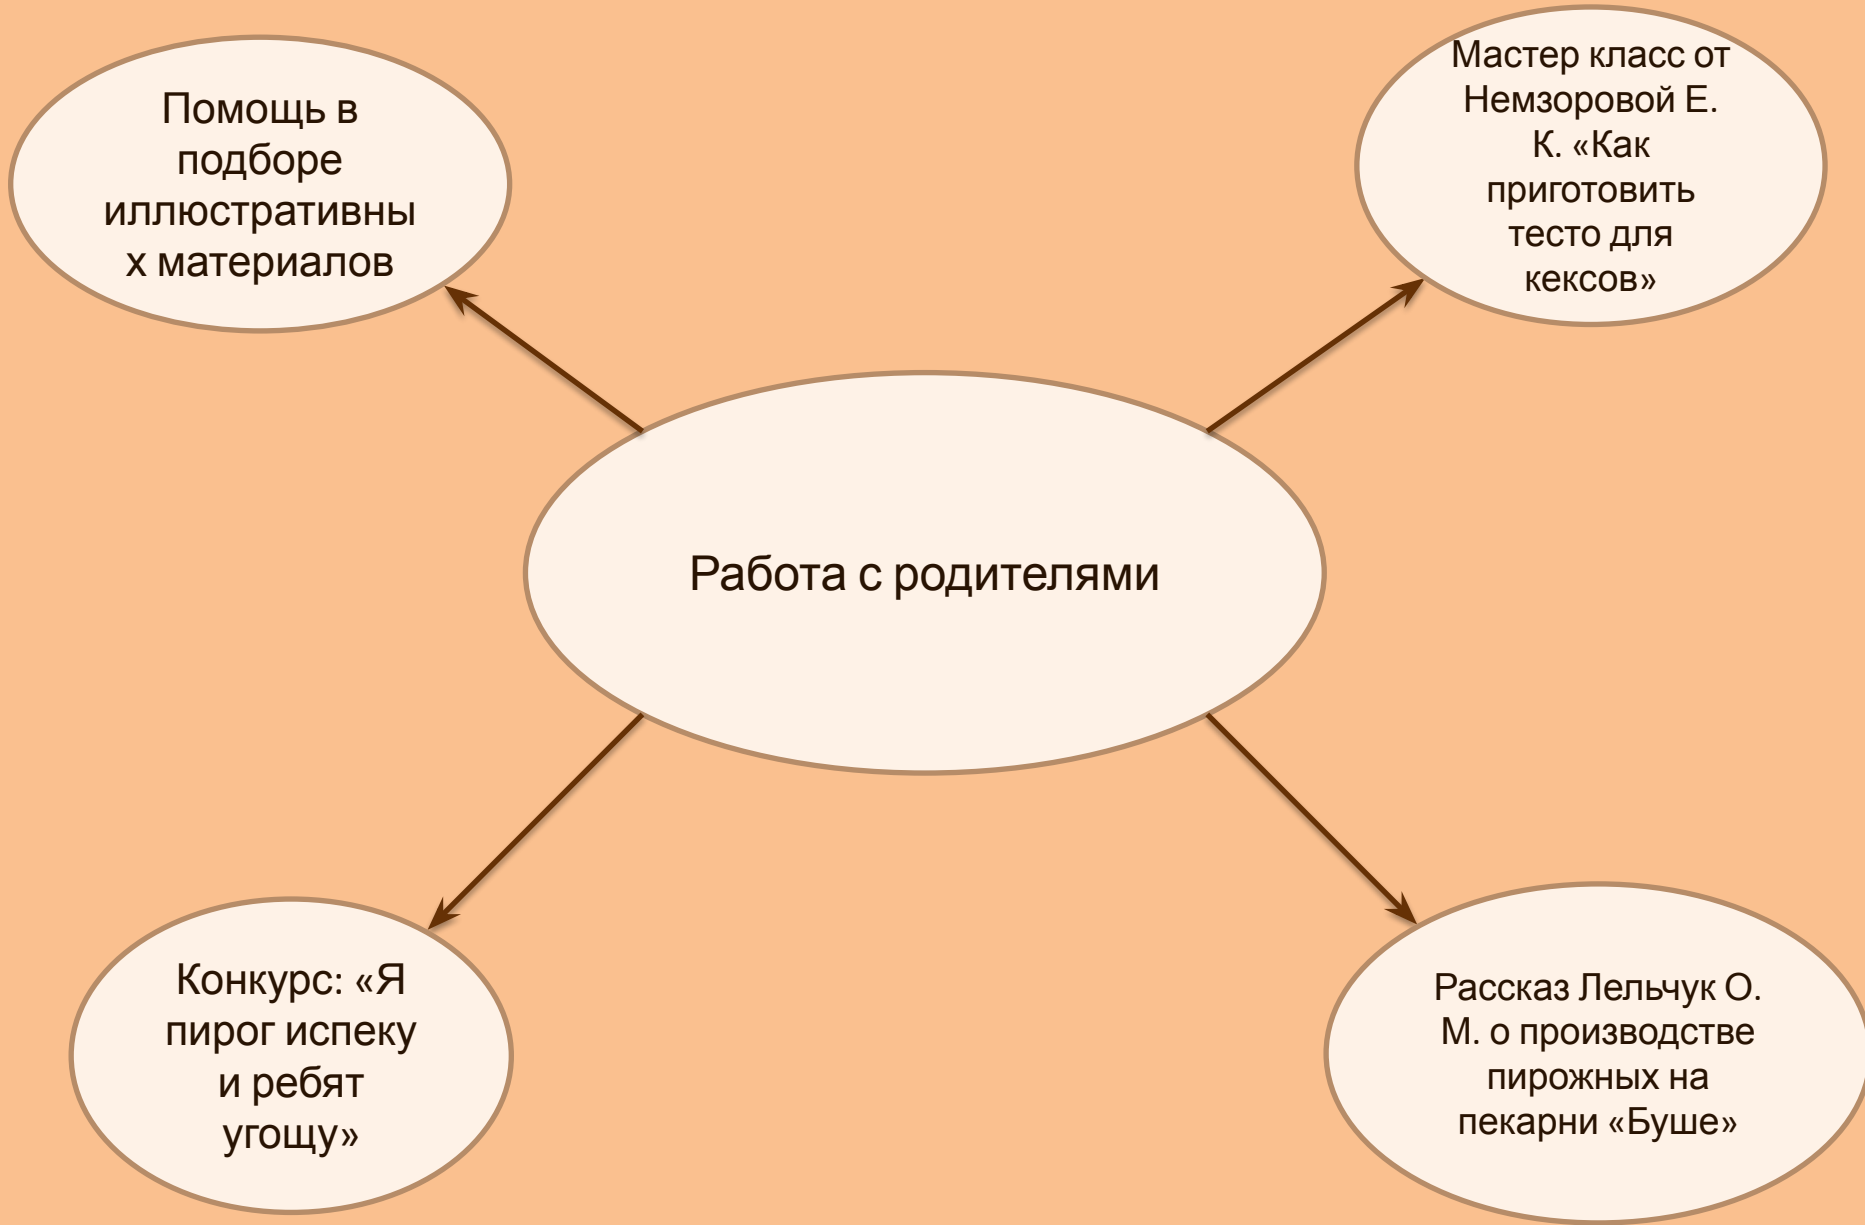 Помощь в
подборе
иллюстративны
х материалов
Мастер класс от
Немзоровой Е.
К. «Как
приготовить
тесто для
кексов»
Работа с родителями
Конкурс: «Я
пирог испеку
и ребят
угощу»
Рассказ Лельчук О.
М. о производстве
пирожных на
пекарни «Буше»